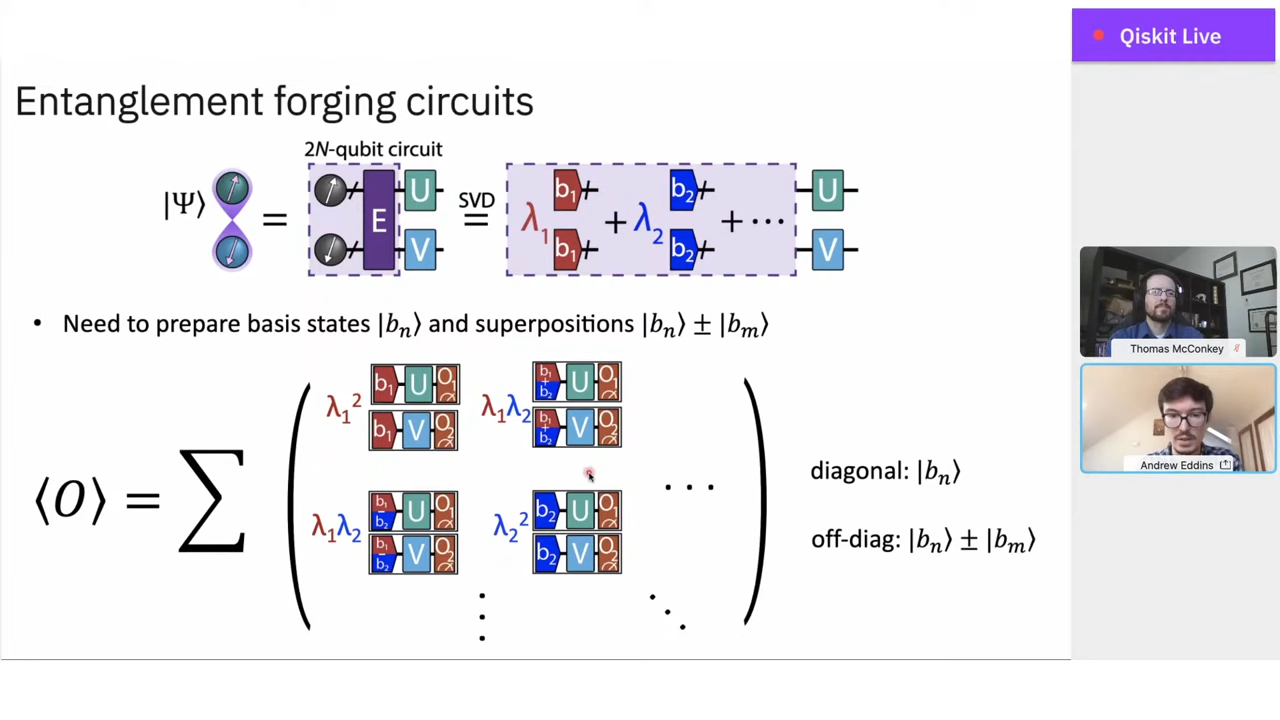 Qiskit Live
Entanglement forging circuits
2N-qubit circuit
|Ψ⟩ = E U V SVD = λ₁ b₁ b₁ + λ₂ b₂ b₂ + ··· U V
• Need to prepare basis states |bₙ⟩ and superpositions |bₙ⟩ ± |bₘ⟩
λ₁² b₁ U O₁ λ₁λ₂ b₁ + b₂ U O₁
b₁ V O₂ b₁ + b₂ V O₂
⟨O⟩ = ∑ ···
λ₁λ₂ b₁ − b₂ U O₁ λ₂² b₂ U O₁
b₁ − b₂ V O₂ b₂ V O₂
diagonal: |bₙ⟩
off-diag: |bₙ⟩ ± |bₘ⟩
Thomas McConkey
Andrew Eddins